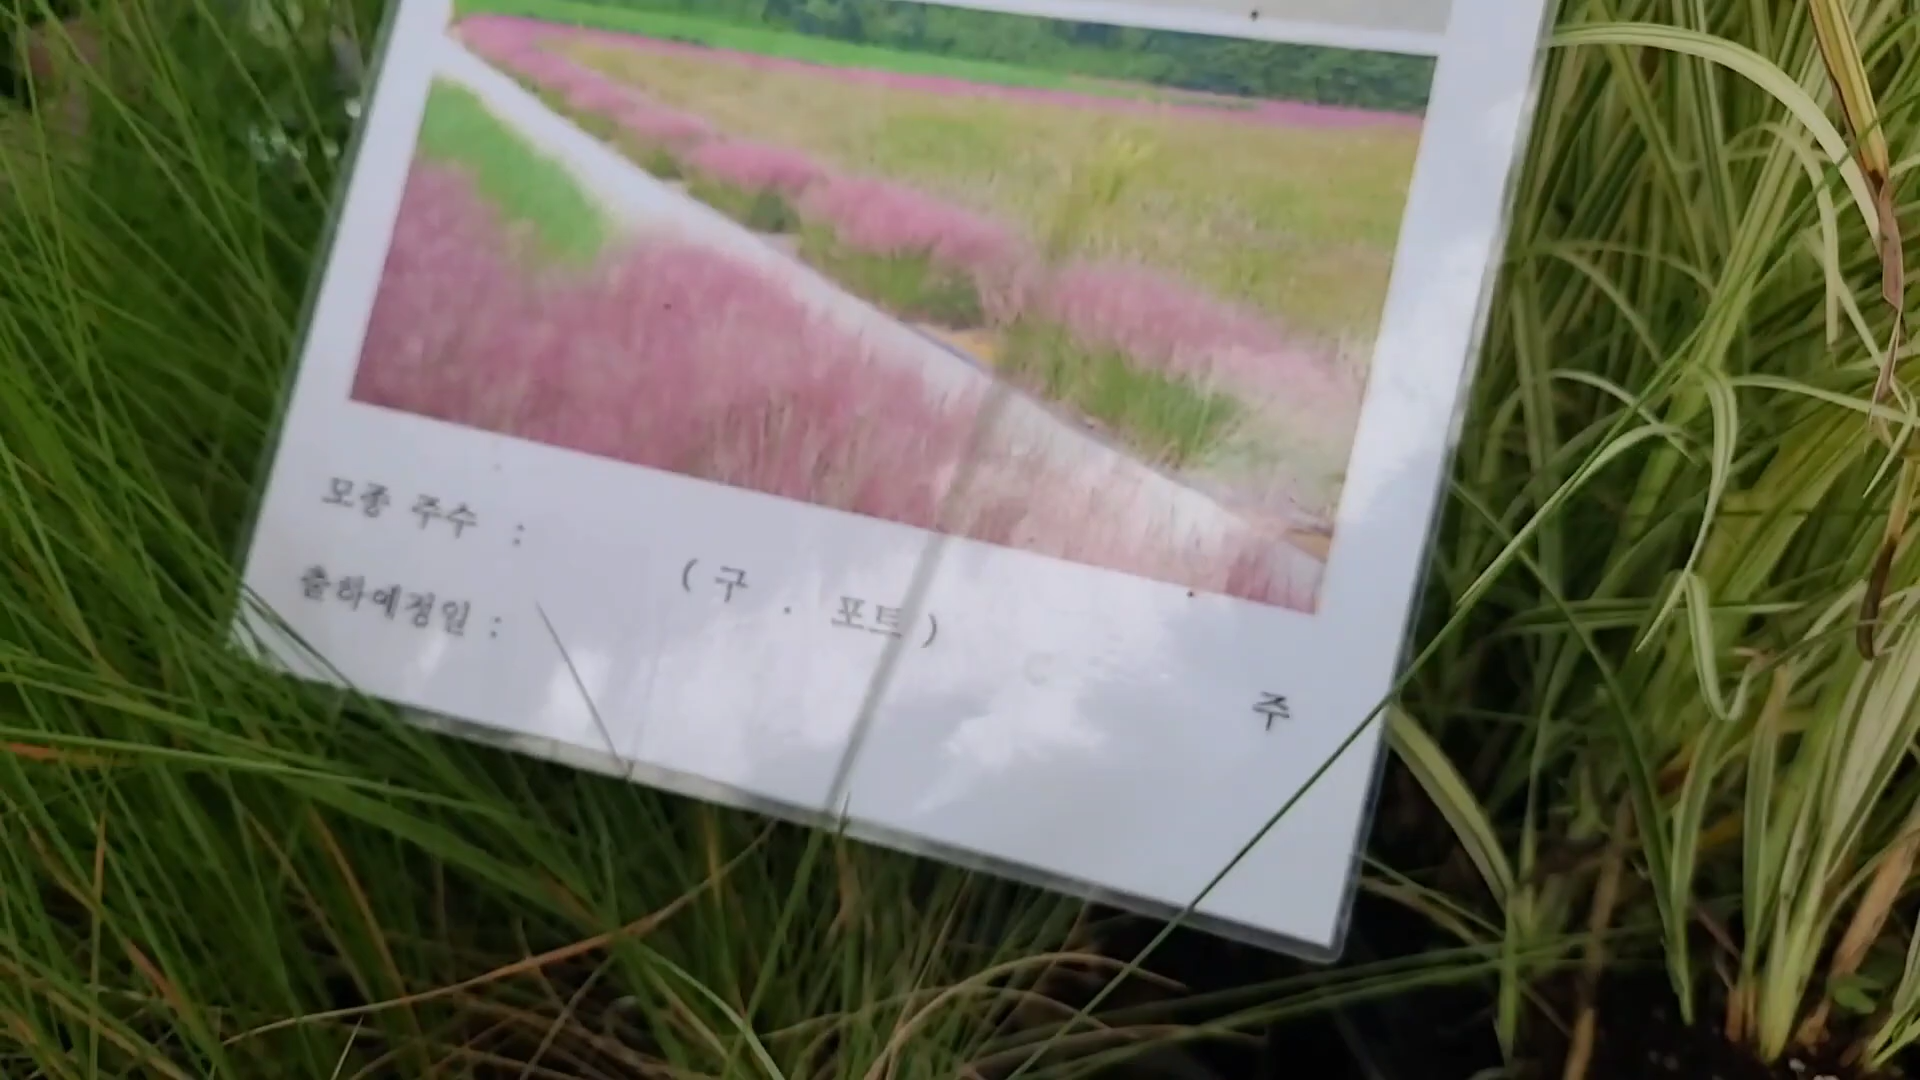 모종 주수 : (구 · 포트) 주
출하예정일 :